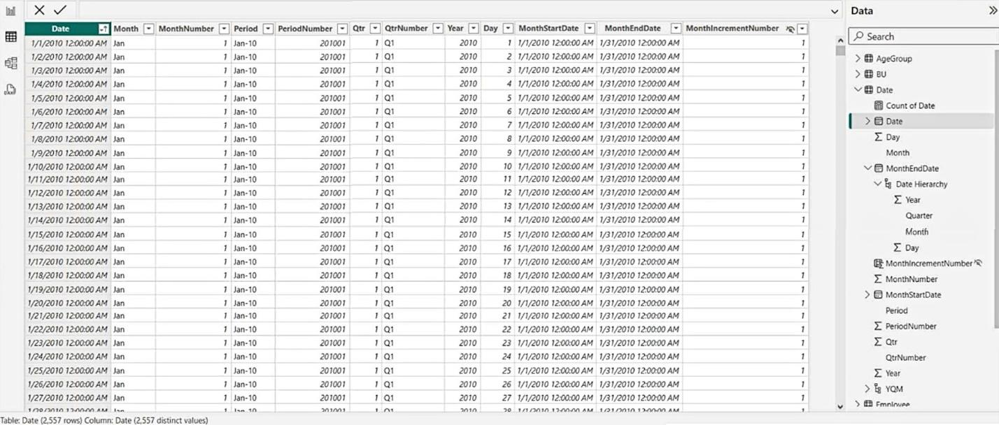 Date Month MonthNumber Period PeriodNumber Qtr QtrNumber Year Day MonthStartDate MonthEndDate MonthIncrementNumber
1/1/2010 12:00:00 AM Jan 1 Jan-10 201001 1 Q1 2010 1 1/1/2010 12:00:00 AM 1/31/2010 12:00:00 AM 1
1/2/2010 12:00:00 AM Jan 1 Jan-10 201001 1 Q1 2010 2 1/1/2010 12:00:00 AM 1/31/2010 12:00:00 AM 1
1/3/2010 12:00:00 AM Jan 1 Jan-10 201001 1 Q1 2010 3 1/1/2010 12:00:00 AM 1/31/2010 12:00:00 AM 1
1/4/2010 12:00:00 AM Jan 1 Jan-10 201001 1 Q1 2010 4 1/1/2010 12:00:00 AM 1/31/2010 12:00:00 AM 1
1/5/2010 12:00:00 AM Jan 1 Jan-10 201001 1 Q1 2010 5 1/1/2010 12:00:00 AM 1/31/2010 12:00:00 AM 1
1/6/2010 12:00:00 AM Jan 1 Jan-10 201001 1 Q1 2010 6 1/1/2010 12:00:00 AM 1/31/2010 12:00:00 AM 1
1/7/2010 12:00:00 AM Jan 1 Jan-10 201001 1 Q1 2010 7 1/1/2010 12:00:00 AM 1/31/2010 12:00:00 AM 1
1/8/2010 12:00:00 AM Jan 1 Jan-10 201001 1 Q1 2010 8 1/1/2010 12:00:00 AM 1/31/2010 12:00:00 AM 1
1/9/2010 12:00:00 AM Jan 1 Jan-10 201001 1 Q1 2010 9 1/1/2010 12:00:00 AM 1/31/2010 12:00:00 AM 1
1/10/2010 12:00:00 AM Jan 1 Jan-10 201001 1 Q1 2010 10 1/1/2010 12:00:00 AM 1/31/2010 12:00:00 AM 1
1/11/2010 12:00:00 AM Jan 1 Jan-10 201001 1 Q1 2010 11 1/1/2010 12:00:00 AM 1/31/2010 12:00:00 AM 1
1/12/2010 12:00:00 AM Jan 1 Jan-10 201001 1 Q1 2010 12 1/1/2010 12:00:00 AM 1/31/2010 12:00:00 AM 1
1/13/2010 12:00:00 AM Jan 1 Jan-10 201001 1 Q1 2010 13 1/1/2010 12:00:00 AM 1/31/2010 12:00:00 AM 1
1/14/2010 12:00:00 AM Jan 1 Jan-10 201001 1 Q1 2010 14 1/1/2010 12:00:00 AM 1/31/2010 12:00:00 AM 1
1/15/2010 12:00:00 AM Jan 1 Jan-10 201001 1 Q1 2010 15 1/1/2010 12:00:00 AM 1/31/2010 12:00:00 AM 1
1/16/2010 12:00:00 AM Jan 1 Jan-10 201001 1 Q1 2010 16 1/1/2010 12:00:00 AM 1/31/2010 12:00:00 AM 1
1/17/2010 12:00:00 AM Jan 1 Jan-10 201001 1 Q1 2010 17 1/1/2010 12:00:00 AM 1/31/2010 12:00:00 AM 1
1/18/2010 12:00:00 AM Jan 1 Jan-10 201001 1 Q1 2010 18 1/1/2010 12:00:00 AM 1/31/2010 12:00:00 AM 1
1/19/2010 12:00:00 AM Jan 1 Jan-10 201001 1 Q1 2010 19 1/1/2010 12:00:00 AM 1/31/2010 12:00:00 AM 1
1/20/2010 12:00:00 AM Jan 1 Jan-10 201001 1 Q1 2010 20 1/1/2010 12:00:00 AM 1/31/2010 12:00:00 AM 1
1/21/2010 12:00:00 AM Jan 1 Jan-10 201001 1 Q1 2010 21 1/1/2010 12:00:00 AM 1/31/2010 12:00:00 AM 1
1/22/2010 12:00:00 AM Jan 1 Jan-10 201001 1 Q1 2010 22 1/1/2010 12:00:00 AM 1/31/2010 12:00:00 AM 1
1/23/2010 12:00:00 AM Jan 1 Jan-10 201001 1 Q1 2010 23 1/1/2010 12:00:00 AM 1/31/2010 12:00:00 AM 1
1/24/2010 12:00:00 AM Jan 1 Jan-10 201001 1 Q1 2010 24 1/1/2010 12:00:00 AM 1/31/2010 12:00:00 AM 1
1/25/2010 12:00:00 AM Jan 1 Jan-10 201001 1 Q1 2010 25 1/1/2010 12:00:00 AM 1/31/2010 12:00:00 AM 1
1/26/2010 12:00:00 AM Jan 1 Jan-10 201001 1 Q1 2010 26 1/1/2010 12:00:00 AM 1/31/2010 12:00:00 AM 1
1/27/2010 12:00:00 AM Jan 1 Jan-10 201001 1 Q1 2010 27 1/1/2010 12:00:00 AM 1/31/2010 12:00:00 AM 1
Data
Search
AgeGroup
BU
Date
Count of Date
Date
Day
Month
MonthEndDate
Date Hierarchy
Year
Quarter
Month
Day
MonthIncrementNumber
MonthNumber
MonthStartDate
Period
PeriodNumber
Qtr
QtrNumber
Year
YQM
Employee
Table: Date (2,557 rows) Column: Date (2,557 distinct values)